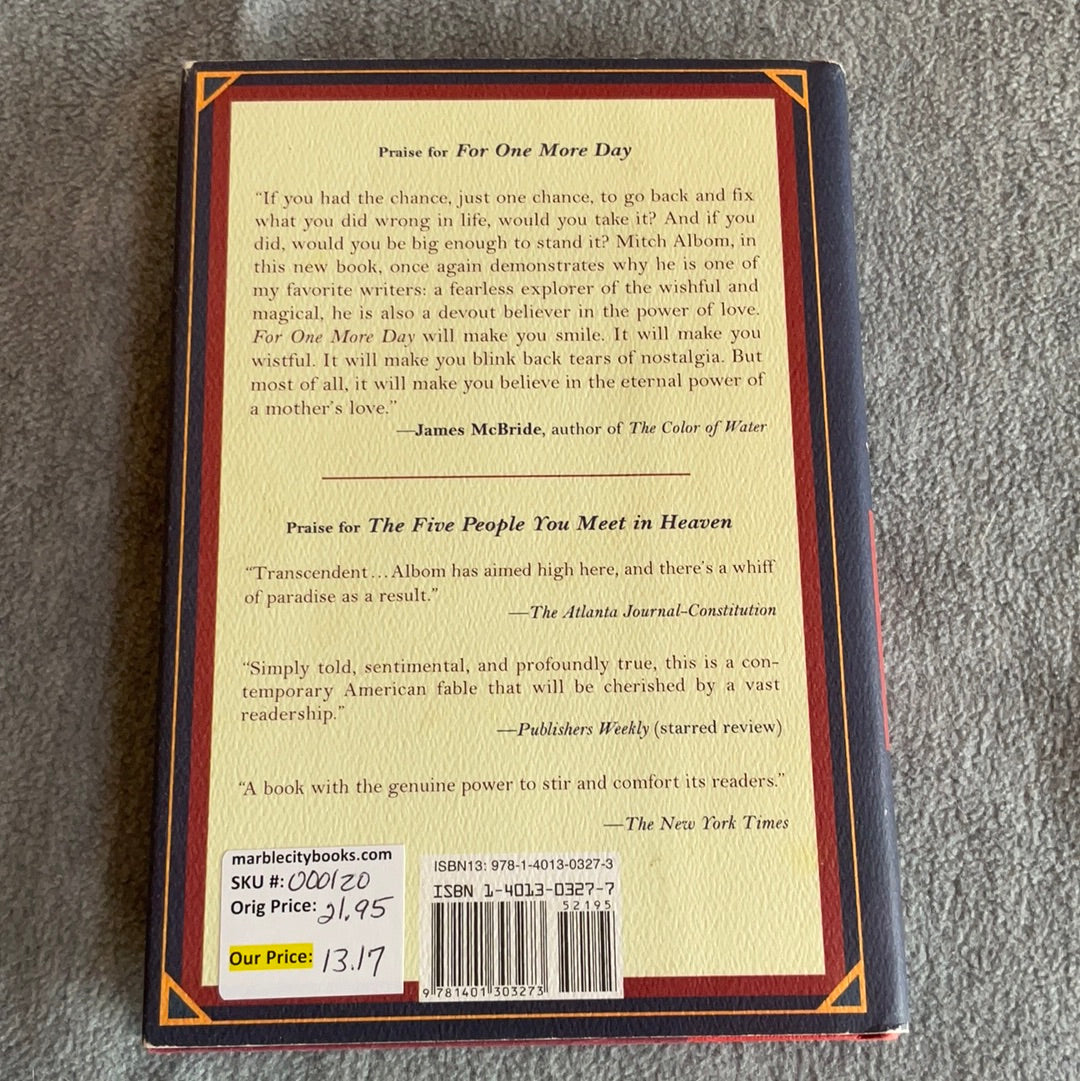 Praise for For One More Day
“If you had the chance, just one chance, to go back and fix
what you did wrong in life, would you take it? And if you
did, would you be big enough to stand it? Mitch Albom, in
this new book, once again demonstrates why he is one of
my favorite writers: a fearless explorer of the wishful and
magical, he is also a devout believer in the power of love.
For One More Day will make you smile. It will make you
wistful. It will make you blink back tears of nostalgia. But
most of all, it will make you believe in the eternal power of
a mother’s love.”
—James McBride, author of The Color of Water
Praise for The Five People You Meet in Heaven
“Transcendent…Albom has aimed high here, and there’s a whiff
of paradise as a result.”
—The Atlanta Journal-Constitution
“Simply told, sentimental, and profoundly true, this is a con-
temporary American fable that will be cherished by a vast
readership.”
—Publishers Weekly (starred review)
“A book with the genuine power to stir and comfort its readers.”
—The New York Times
marblecitybooks.com
SKU #: 000120
Orig Price: 21.95
Our Price: 13.17
ISBN13: 978-1-4013-0327-3
ISBN 1-4013-0327-7
52195
9 781401 303273